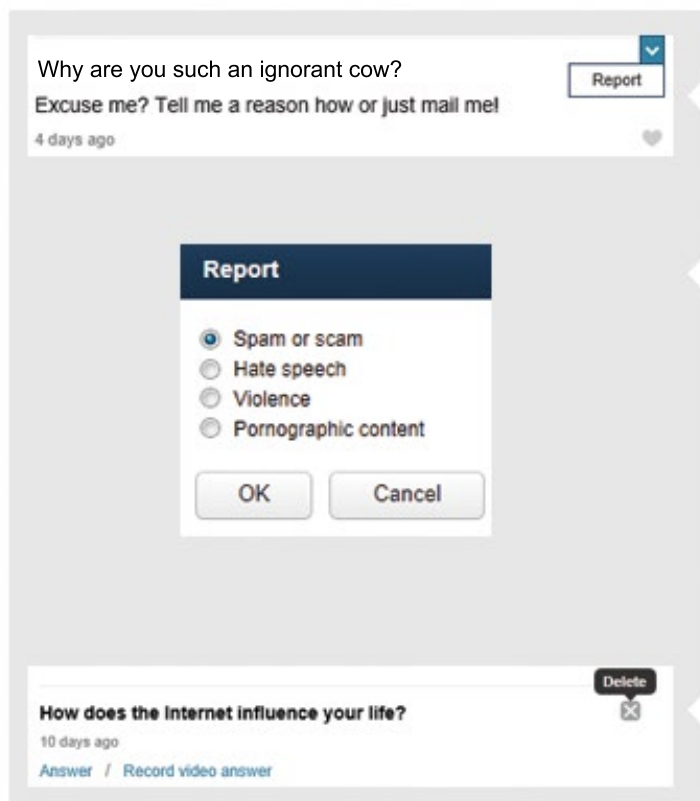 Why are you such an ignorant cow?
Report
Excuse me? Tell me a reason how or just mail me!
4 days ago
Report
Spam or scam
Hate speech
Violence
Pornographic content
OK Cancel
Delete
How does the Internet influence your life?
10 days ago
Answer / Record video answer